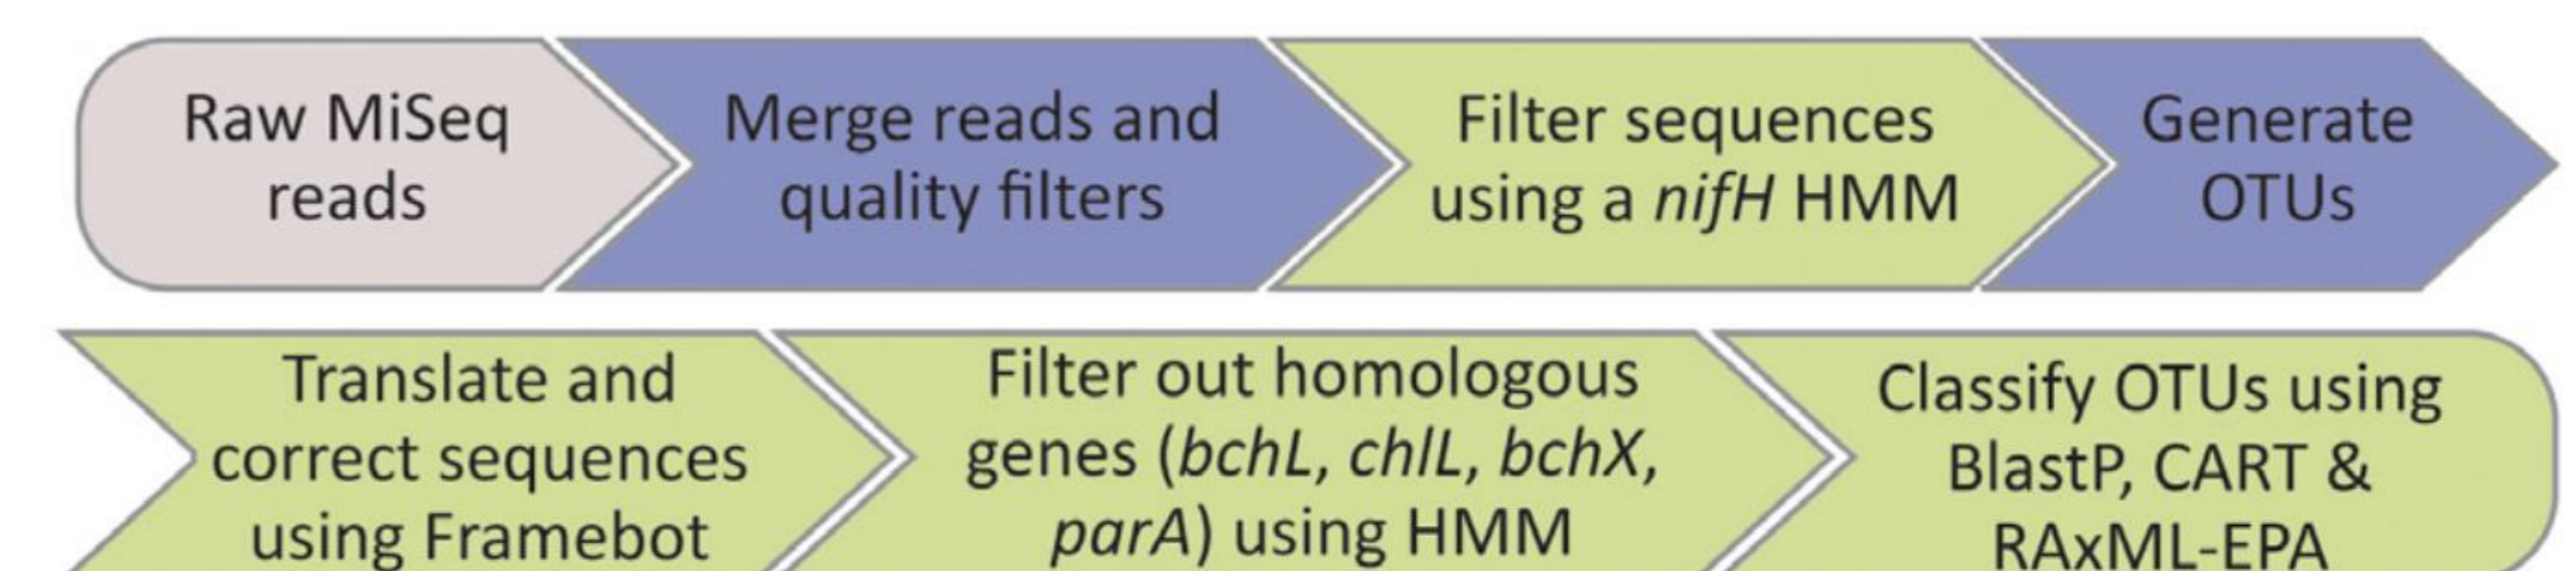 Raw MiSeq
reads
Merge reads and
quality filters
Filter sequences
using a nifH HMM
Generate
OTUs
Translate and
correct sequences
using Framebot
Filter out homologous
genes (bchL, chlL, bchX,
parA) using HMM
Classify OTUs using
BlastP, CART &
RAxML-EPA